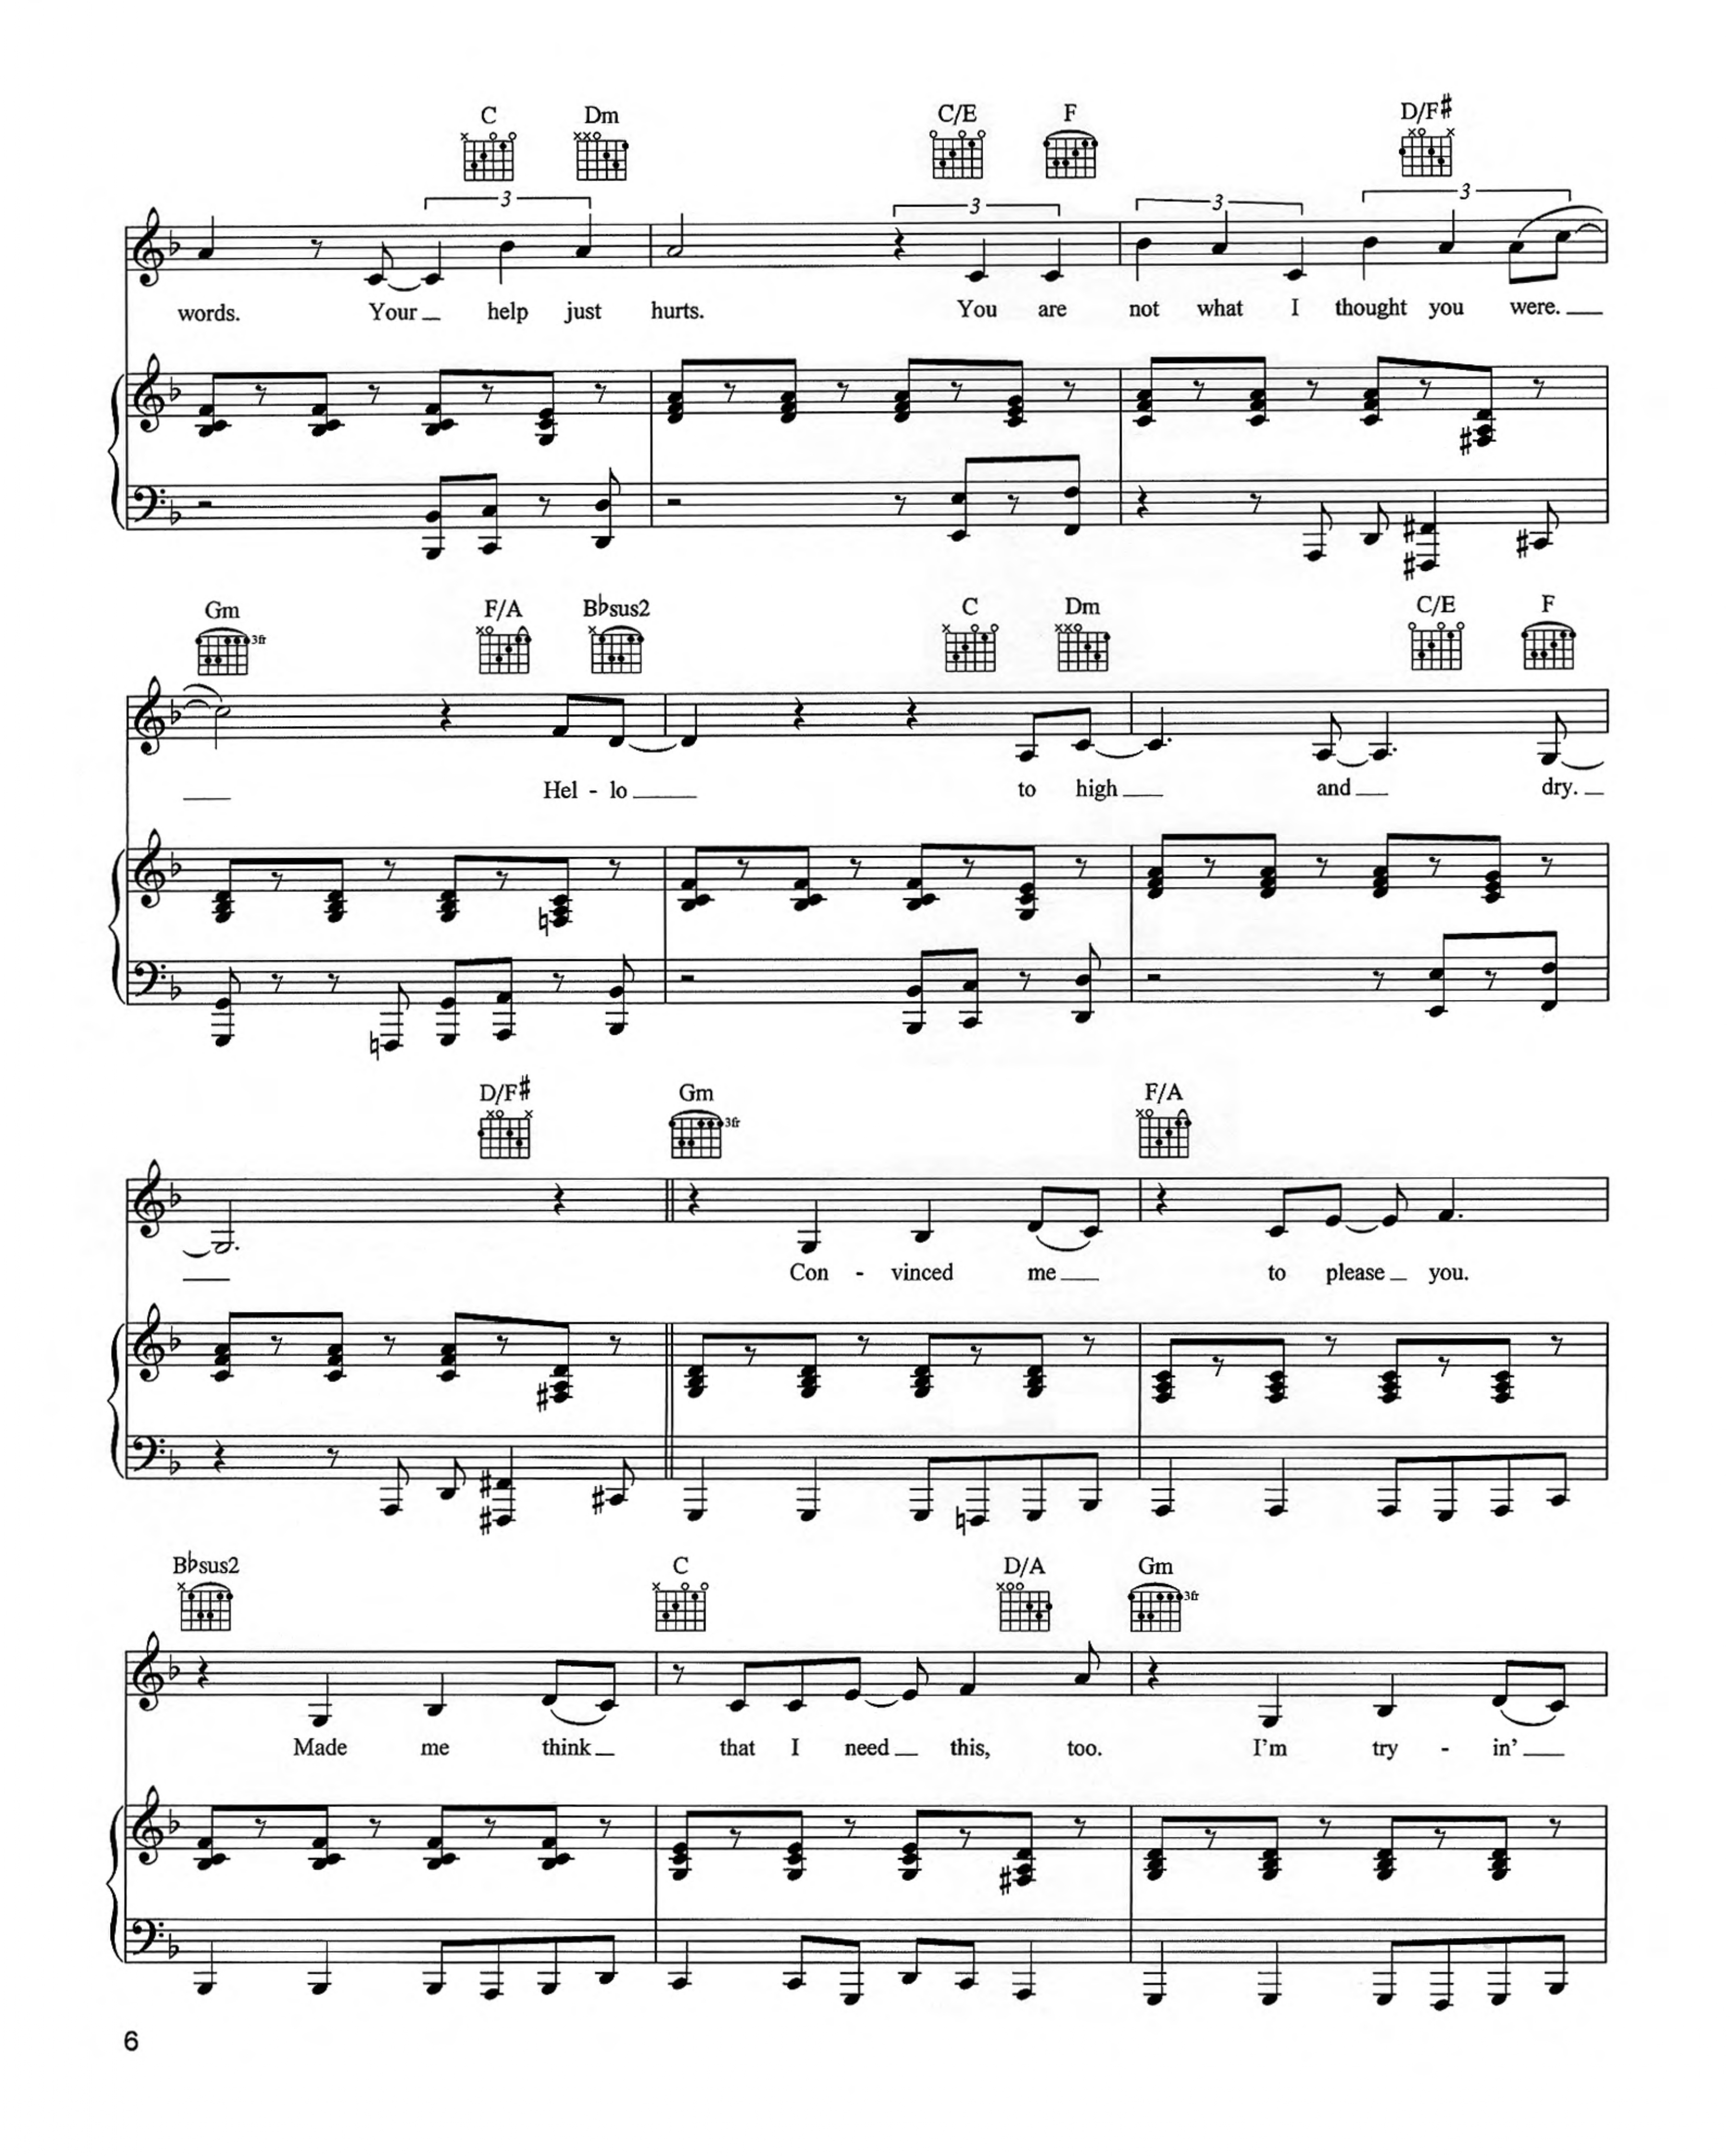 C Dm C/E F D/F♯
3 3 3 3
words. Your help just hurts. You are not what I thought you were.
Gm F/A B♭sus2 C Dm C/E F
3fr
Hel - lo to high and dry.
D/F♯ Gm F/A
3fr
Con - vinced me to please you.
B♭sus2 C D/A Gm
3fr
Made me think that I need this, too. I'm try - in'
6